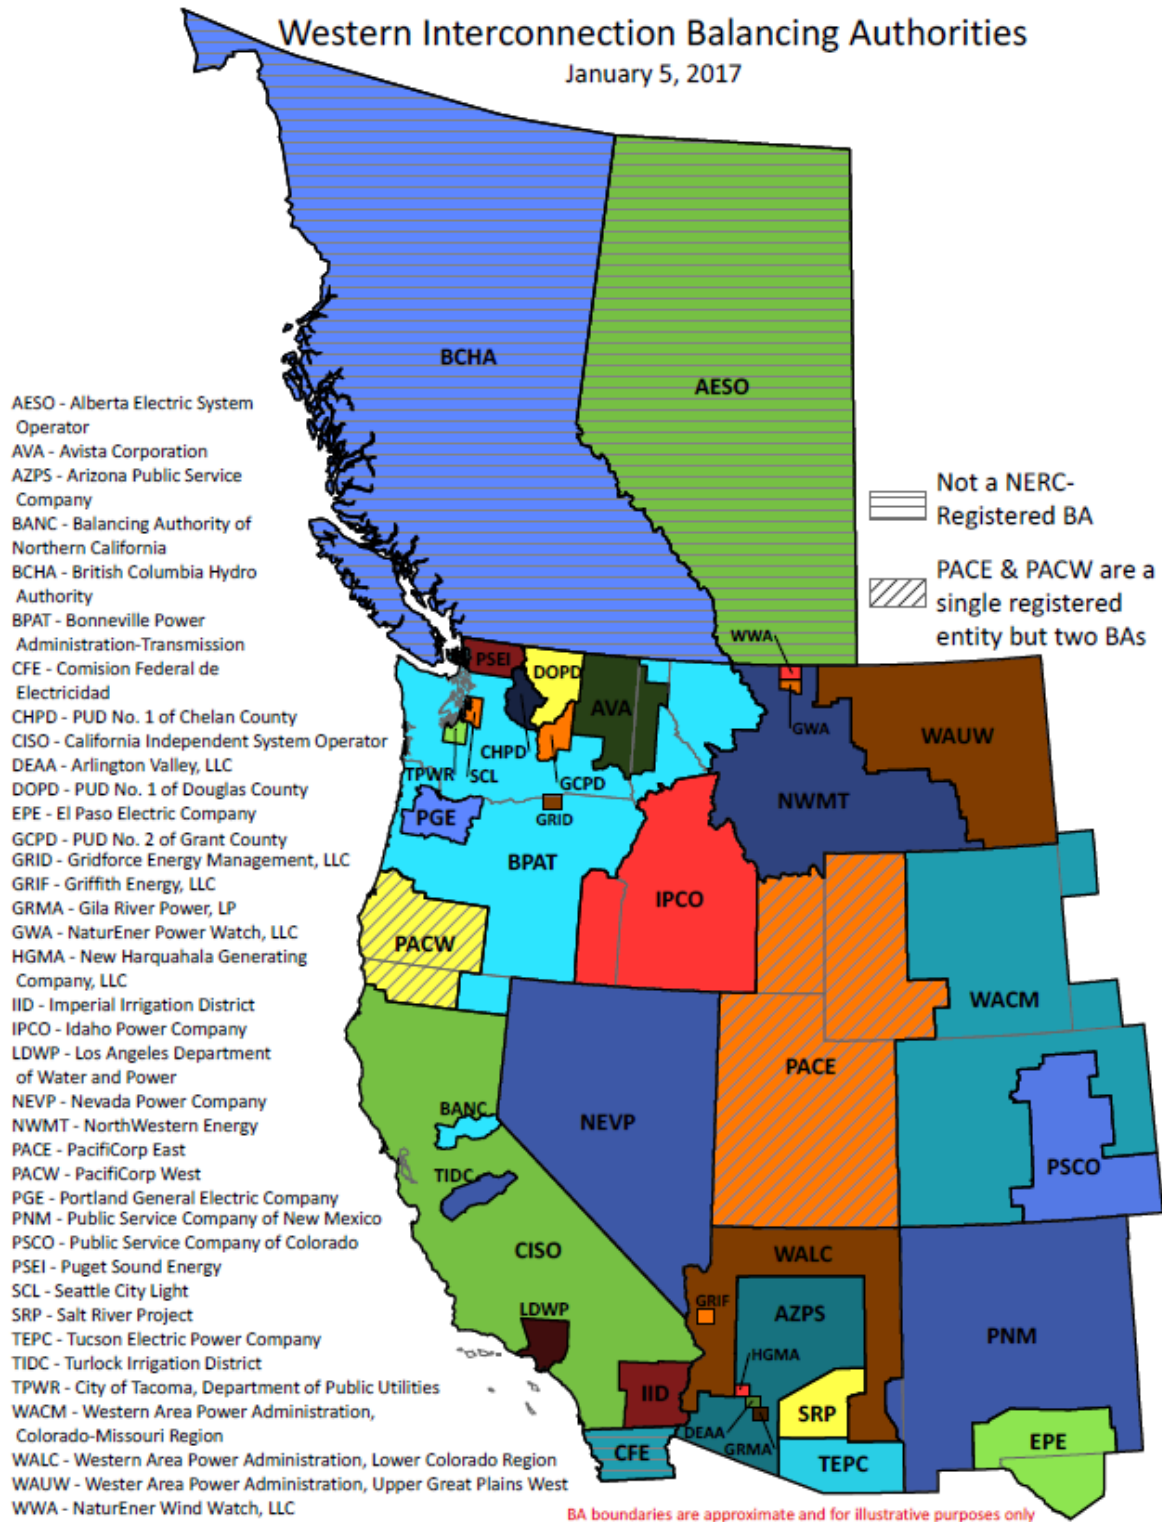 Western Interconnection Balancing Authorities
January 5, 2017
BCHA
AESO
AESO - Alberta Electric System
Operator
AVA - Avista Corporation
AZPS - Arizona Public Service
Company
BANC - Balancing Authority of
Northern California
BCHA - British Columbia Hydro
Authority
BPAT - Bonneville Power
Administration-Transmission
CFE - Comision Federal de
Electricidad
CHPD - PUD No. 1 of Chelan County
CISO - California Independent System Operator
DEAA - Arlington Valley, LLC
DOPD - PUD No. 1 of Douglas County
EPE - El Paso Electric Company
GCPD - PUD No. 2 of Grant County
GRID - Gridforce Energy Management, LLC
GRIF - Griffith Energy, LLC
GRMA - Gila River Power, LP
GWA - NaturEner Power Watch, LLC
HGMA - New Harquahala Generating
Company, LLC
IID - Imperial Irrigation District
IPCO - Idaho Power Company
LDWP - Los Angeles Department
of Water and Power
NEVP - Nevada Power Company
NWMT - NorthWestern Energy
PACE - PacifiCorp East
PACW - PacifiCorp West
PGE - Portland General Electric Company
PNM - Public Service Company of New Mexico
PSCO - Public Service Company of Colorado
PSEI - Puget Sound Energy
SCL - Seattle City Light
SRP - Salt River Project
TEPC - Tucson Electric Power Company
TIDC - Turlock Irrigation District
TPWR - City of Tacoma, Department of Public Utilities
WACM - Western Area Power Administration,
Colorado-Missouri Region
WALC - Western Area Power Administration, Lower Colorado Region
WAUW - Wester Area Power Administration, Upper Great Plains West
WWA - NaturEner Wind Watch, LLC
Not a NERC-
Registered BA
PACE & PACW are a
single registered
entity but two BAs
WWA
PSEI
DOPD
AVA
GWA
WAUW
CHPD
TPWR
SCL
GCPD
NWMT
PGE
GRID
BPAT
IPCO
PACW
WACM
PACE
BANC
NEVP
TIDC
PSCO
CISO
WALC
LDWP
GRIF
AZPS
PNM
HGMA
IID
SRP
DEAA
GRMA
CFE
TEPC
EPE
BA boundaries are approximate and for illustrative purposes only